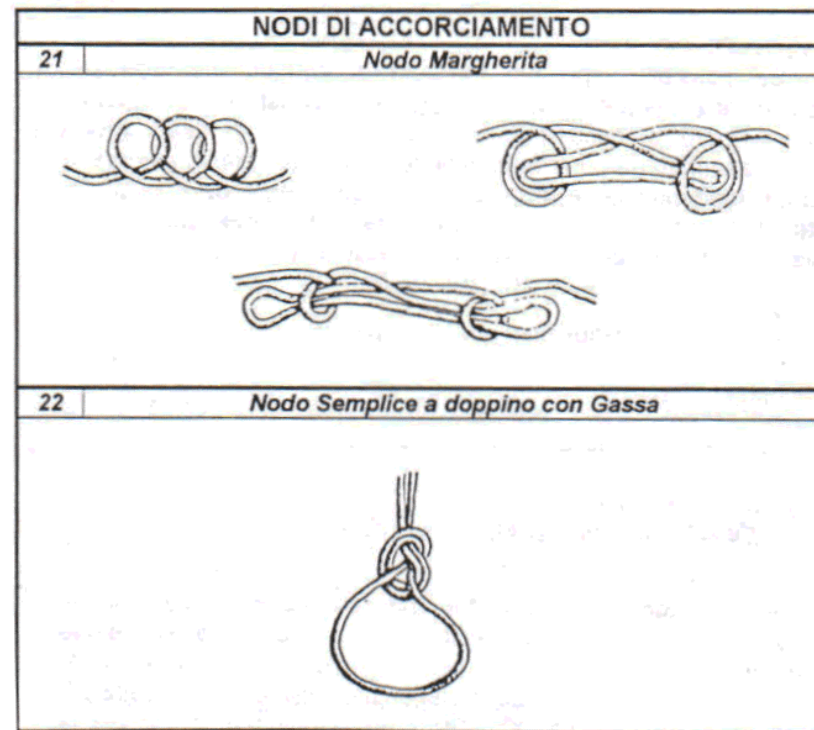 NODI DI ACCORCIAMENTO
21 Nodo Margherita
22 Nodo Semplice a doppino con Gassa